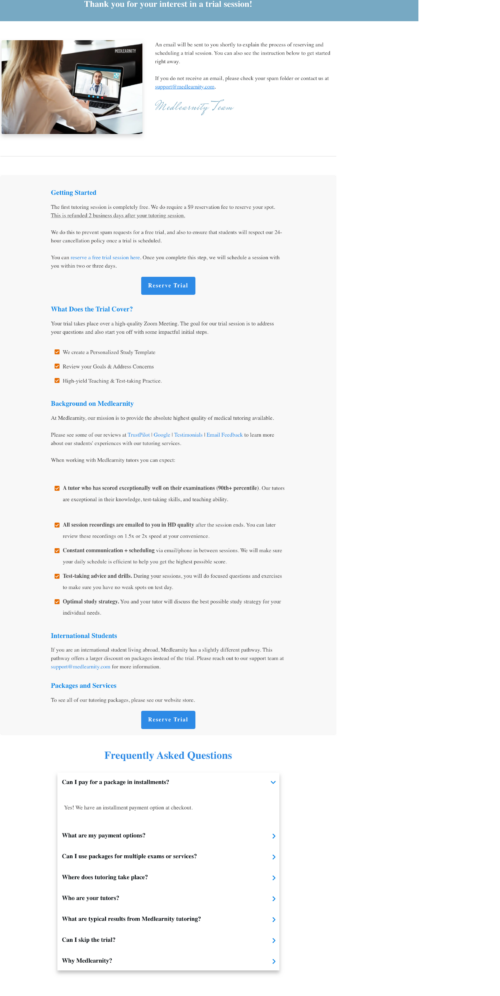 Thank you for your interest in a trial session!
MEDLEARNITY
An email will be sent to you shortly to explain the process of reserving and
scheduling a trial session. You can also see the instruction below to get started
right away.
If you do not receive an email, please check your spam folder or contact us at
support@medlearnity.com.
Medlearnity Team
Getting Started
The first tutoring session is completely free. We do require a $9 reservation fee to reserve your spot.
This is refunded 2 business days after your tutoring session.
We do this to prevent spam requests for a free trial, and also to ensure that students will respect our 24-
hour cancellation policy once a trial is scheduled.
You can reserve a free trial session here. Once you complete this step, we will schedule a session with
you within two or three days.
Reserve Trial
What Does the Trial Cover?
Your trial takes place over a high-quality Zoom Meeting. The goal for our trial session is to address
your questions and also start you off with some impactful initial steps.
We create a Personalized Study Template
Review your Goals & Address Concerns
High-yield Teaching & Test-taking Practice.
Background on Medlearnity
At Medlearnity, our mission is to provide the absolute highest quality of medical tutoring available.
Please see some of our reviews at TrustPilot | Google | Testimonials | Email Feedback to learn more
about our students' experiences with our tutoring services.
When working with Medlearnity tutors you can expect:
A tutor who has scored exceptionally well on their examinations (90th+ percentile). Our tutors
are exceptional in their knowledge, test-taking skills, and teaching ability.
All session recordings are emailed to you in HD quality after the session ends. You can later
review these recordings on 1.5x or 2x speed at your convenience.
Constant communication + scheduling via email/phone in between sessions. We will make sure
your daily schedule is efficient to help you get the highest possible score.
Test-taking advice and drills. During your sessions, you will do focused questions and exercises
to make sure you have no weak spots on test day.
Optimal study strategy. You and your tutor will discuss the best possible study strategy for your
individual needs.
International Students
If you are an international student living abroad, Medlearnity has a slightly different pathway. This
pathway offers a larger discount on packages instead of the trial. Please reach out to our support team at
support@medlearnity.com for more information.
Packages and Services
To see all of our tutoring packages, please see our website store.
Reserve Trial
Frequently Asked Questions
Can I pay for a package in installments?
Yes! We have an installment payment option at checkout.
What are my payment options?
Can I use packages for multiple exams or services?
Where does tutoring take place?
Who are your tutors?
What are typical results from Medlearnity tutoring?
Can I skip the trial?
Why Medlearnity?